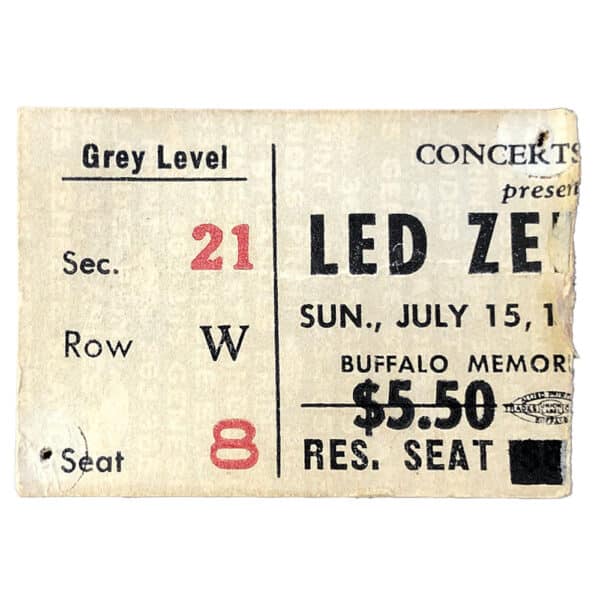 Grey Level
Sec. 21
Row W
Seat 8
CONCERTS
presen
LED ZE
SUN., JULY 15, 1
BUFFALO MEMOR
$5.50
RES. SEAT